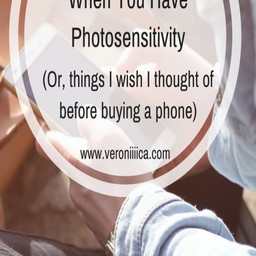 When You Have
Photosensitivity
(Or, things I wish I thought of
before buying a phone)
www.veroniiiica.com